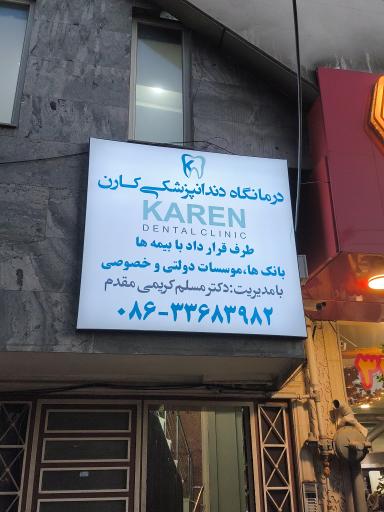 درمانگاه دندانپزشکی کارن
KAREN
DENTAL CLINIC
طرف قرار داد با بیمه ها
بانک ها، موسسات دولتی و خصوصی
با مدیریت: دکتر مسلم کریمی مقدم
۰۸۶-۳۳۶۸۳۹۸۲